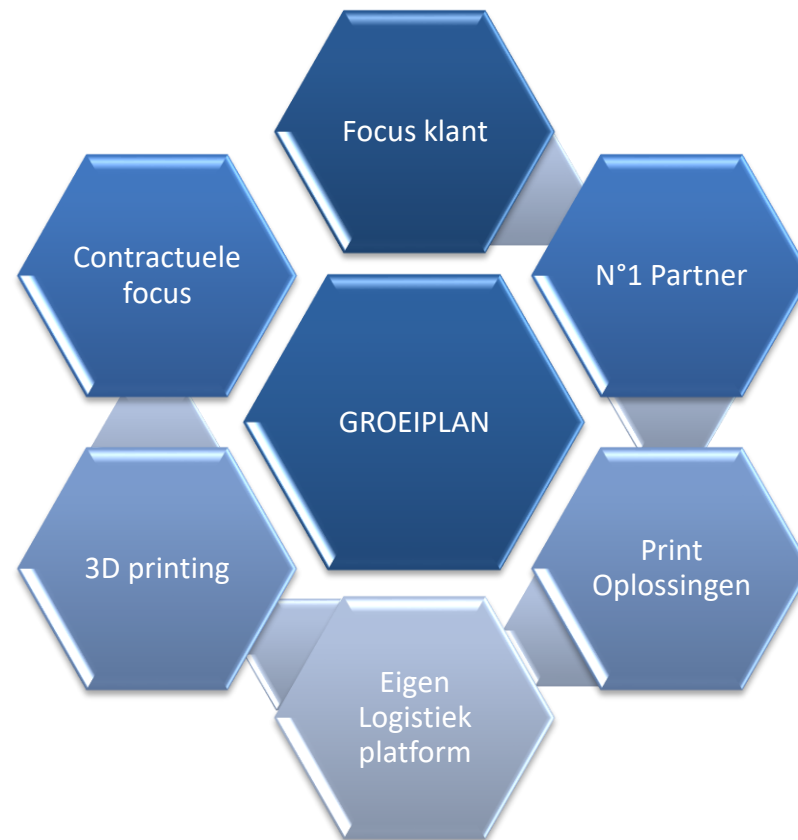 Focus klant
Contractuele
focus
N°1 Partner
GROEIPLAN
3D printing
Print
Oplossingen
Eigen
Logistiek
platform